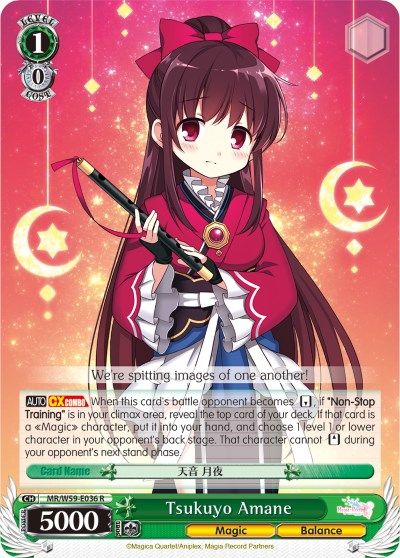 LEVEL
1
0
COST
We're spitting images of one another!
AUTO CX COMBO When this card's battle opponent becomes [▼], if "Non-Stop
Training" is in your climax area, reveal the top card of your deck. If that card is
a «Magic» character, put it into your hand, and choose 1 level 1 or lower
character in your opponent's back stage. That character cannot [▲] during
your opponent's next stand phase.
Card Name
天音 月夜
CH MR/W59-E036 R
Tsukuyo Amane
POWER 5000 SOUL
Magic Balance
©Magica Quartet/Aniplex, Magia Record Partners